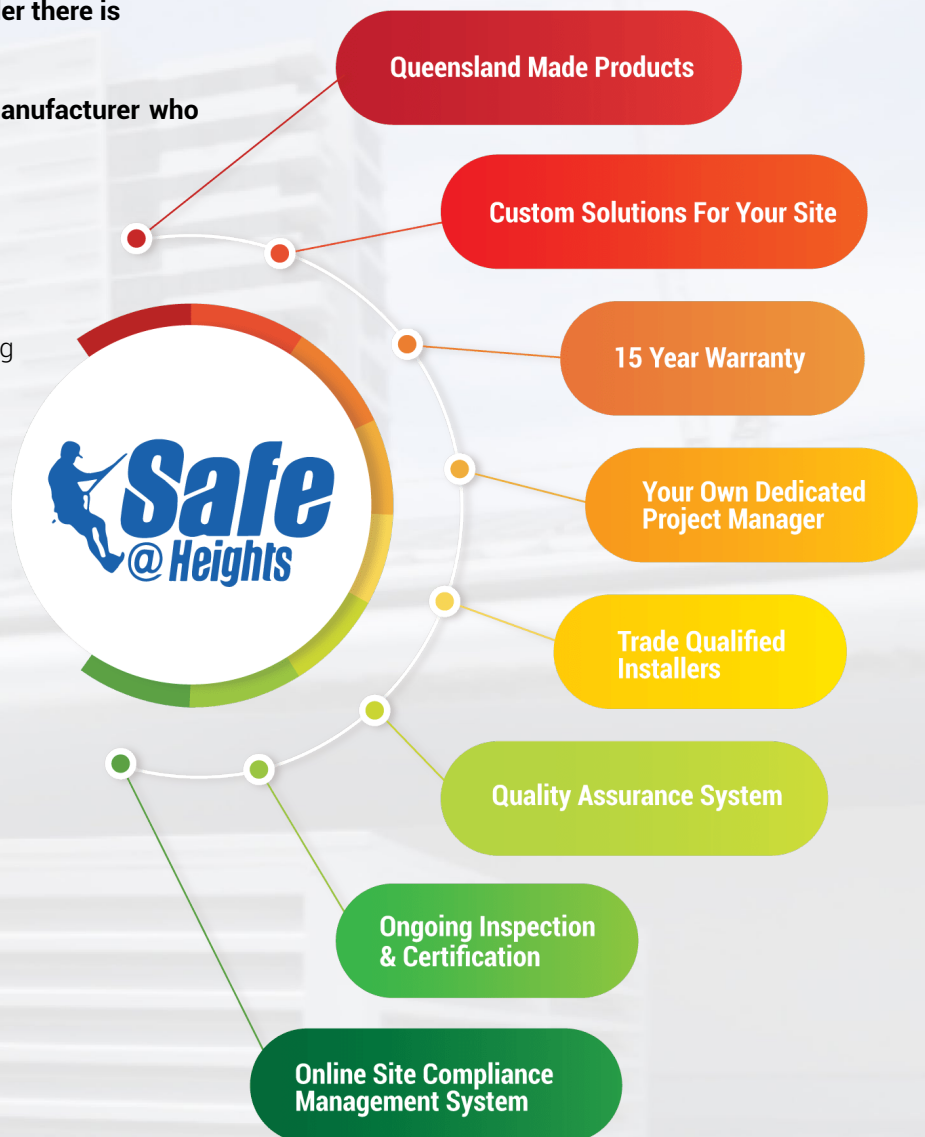 er there is
Queensland Made Products
anufacturer who
Custom Solutions For Your Site
g
15 Year Warranty
Safe
@ Heights
Your Own Dedicated
Project Manager
Trade Qualified
Installers
Quality Assurance System
Ongoing Inspection
& Certification
Online Site Compliance
Management System